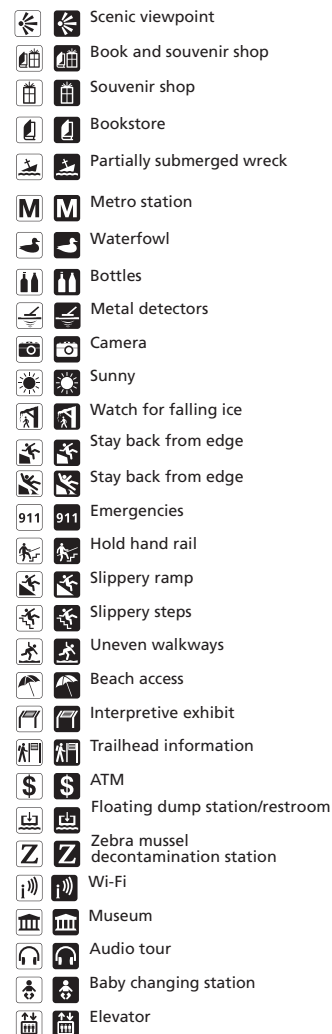 Scenic viewpoint
Book and souvenir shop
Souvenir shop
Bookstore
Partially submerged wreck
M M Metro station
Waterfowl
Bottles
Metal detectors
Camera
Sunny
Watch for falling ice
Stay back from edge
Stay back from edge
911 911 Emergencies
Hold hand rail
Slippery ramp
Slippery steps
Uneven walkways
Beach access
Interpretive exhibit
Trailhead information
$ $ ATM
Floating dump station/restroom
Z Z Zebra mussel
decontamination station
i i Wi-Fi
Museum
Audio tour
Baby changing station
Elevator